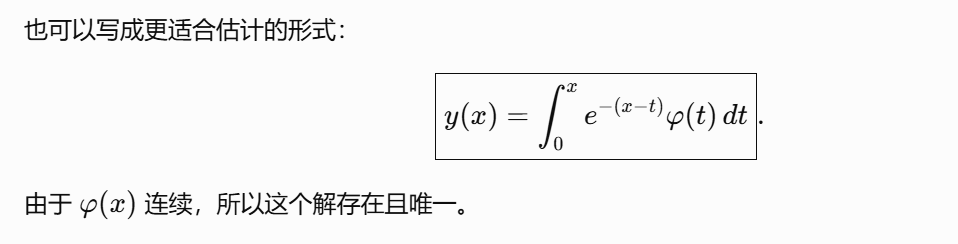 也可以写成更适合估计的形式：
y(x) = ∫₀ˣ e^{-(x-t)} φ(t) dt.
由于 φ(x) 连续，所以这个解存在且唯一。